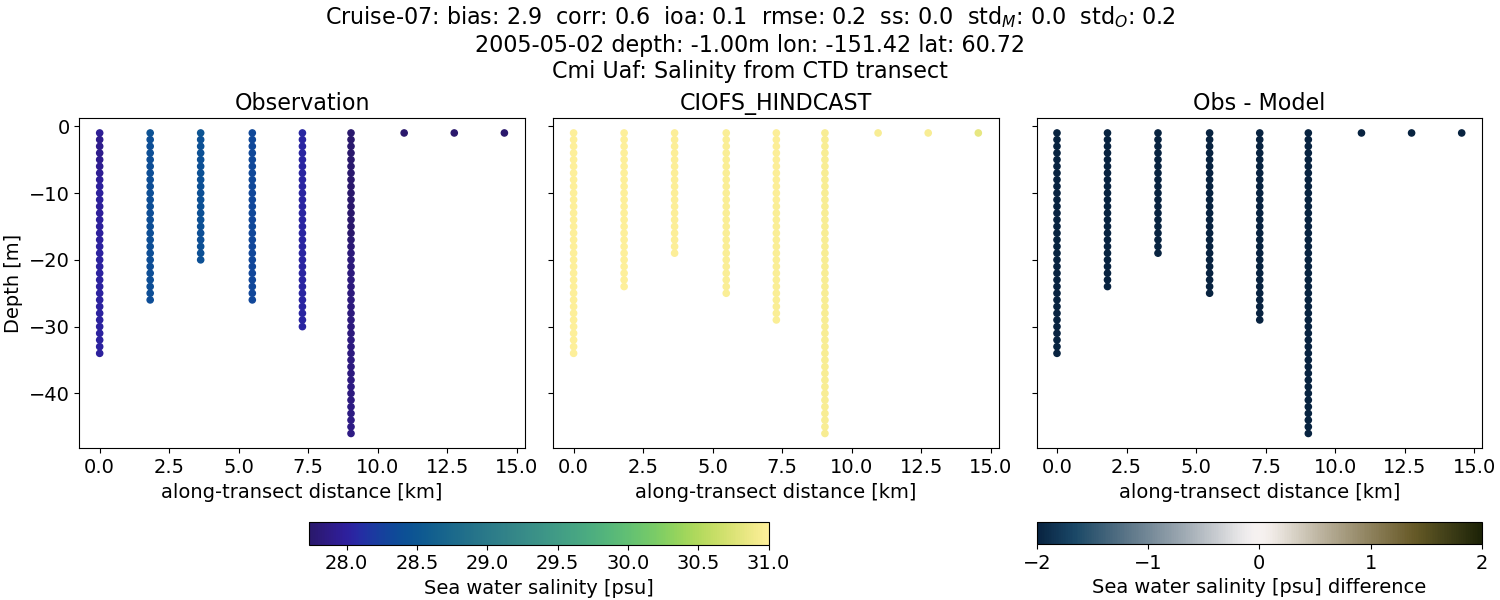 Cruise-07: bias: 2.9 corr: 0.6 ioa: 0.1 rmse: 0.2 ss: 0.0 std_M: 0.0 std_O: 0.2
2005-05-02 depth: -1.00m lon: -151.42 lat: 60.72
Cmi Uaf: Salinity from CTD transect
Observation
CIOFS_HINDCAST
Obs - Model
Depth [m]
0
−10
−20
−30
−40
0.0 2.5 5.0 7.5 10.0 12.5 15.0
0.0 2.5 5.0 7.5 10.0 12.5 15.0
0.0 2.5 5.0 7.5 10.0 12.5 15.0
along-transect distance [km]
along-transect distance [km]
along-transect distance [km]
28.0 28.5 29.0 29.5 30.0 30.5 31.0
Sea water salinity [psu]
−2 −1 0 1 2
Sea water salinity [psu] difference